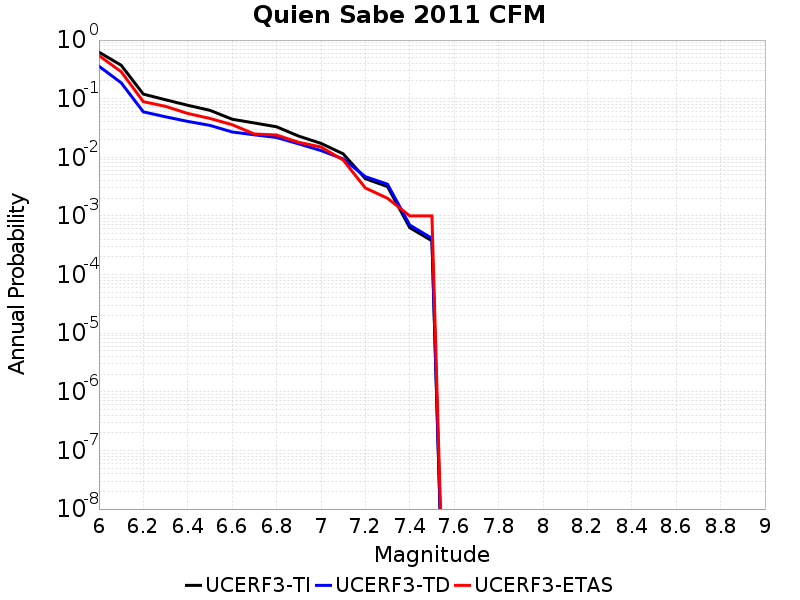 Quien Sabe 2011 CFM
10^0
10^-1
10^-2
10^-3
10^-4
10^-5
10^-6
10^-7
10^-8
Annual Probability
6 6.2 6.4 6.6 6.8 7 7.2 7.4 7.6 7.8 8 8.2 8.4 8.6 8.8 9
Magnitude
UCERF3-TI UCERF3-TD UCERF3-ETAS